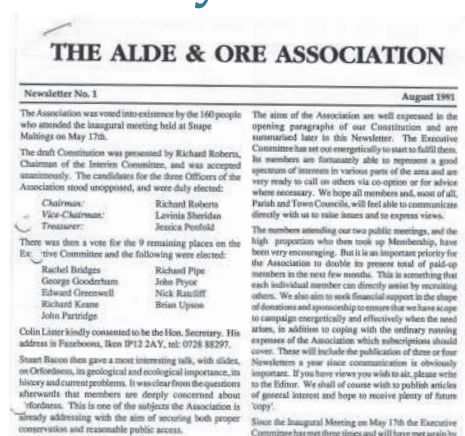 THE ALDE & ORE ASSOCIATION
Newsletter No. 1
August 1991
The Association was voted into existence by the 160 people
who attended the inaugural meeting held at Snape
Maltings on May 17th.
The draft Constitution was presented by Richard Roberts,
Chairman of the Interim Committee, and was accepted
unanimously. The candidates for the three Officers of the
Association stood unopposed, and were duly elected:
Chairman: Richard Roberts
Vice-Chairman: Lavinia Sheridan
Treasurer: Jessica Penfold
There was then a vote for the 9 remaining places on the
Ex tive Committee and the following were elected:
Rachel Bridges Richard Pipe
George Gooderham John Pryor
Edward Greenwell Nick Ratcliff
Richard Keane Brian Upson
John Partridge
Colin Lister kindly consented to be the Hon. Secretary. His
address is Fazeboons, Iken IP12 2AY, tel: 0728 88297.
Stuart Bacon then gave a most interesting talk, with slides,
on Orfordness, its geological and ecological importance, its
history and current problems. It was clear from the questions
afterwards that members are deeply concerned about
rfordness. This is one of the subjects the Association is
already addressing with the aim of securing both proper
conservation and reasonable public access.
The aims of the Association are well expressed in the
opening paragraphs of our Constitution and are
summarised later in this Newsletter. The Executive
Committee has set out energetically to start to fulfil them.
Its members are fortunately able to represent a good
spectrum of interests in various parts of the area and are
very ready to call on others via co-option or for advice
where necessary. We hope all members and, most of all,
Parish and Town Councils, will feel able to communicate
directly with us to raise issues and to express views.
The numbers attending our two public meetings, and the
high proportion who then took up Membership, have
been very encouraging. But it is an important priority for
the Association to double its present total of paid-up
members in the next few months. This is something that
each individual member can directly assist by recruiting
others. We also aim to seek financial support in the shape
of donations and sponsorship to ensure that we have scope
to campaign energetically and effectively when the need
arises, in addition to coping with the ordinary running
expenses of the Association which subscriptions should
cover. These will include the publication of three or four
Newsletters a year since communication is obviously
important. If you have views you wish to air, please write
to the Editor. We shall of course wish to publish articles
of general interest and hope to receive plenty of future
'copy'.
Since the Inaugural Meeting on May 17th the Executive
Committee has met three times and will have met again by